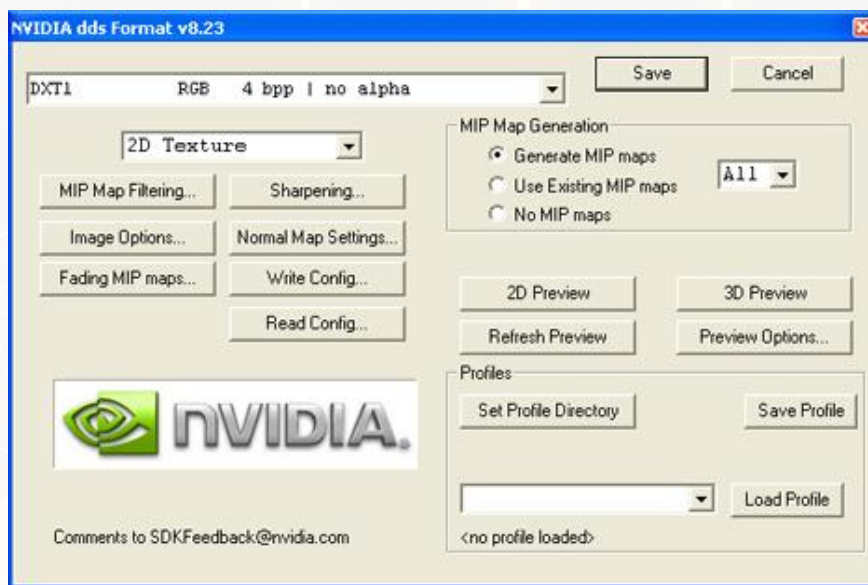 NVIDIA dds Format v8.23
DXT1 RGB 4 bpp | no alpha
Save
Cancel
2D Texture
MIP Map Generation
Generate MIP maps
Use Existing MIP maps
No MIP maps
All
MIP Map Filtering...
Sharpening...
Image Options...
Normal Map Settings...
Fading MIP maps...
Write Config...
Read Config...
2D Preview
3D Preview
Refresh Preview
Preview Options...
Profiles
Set Profile Directory
Save Profile
Load Profile
<no profile loaded>
NVIDIA.
Comments to SDKFeedback@nvidia.com